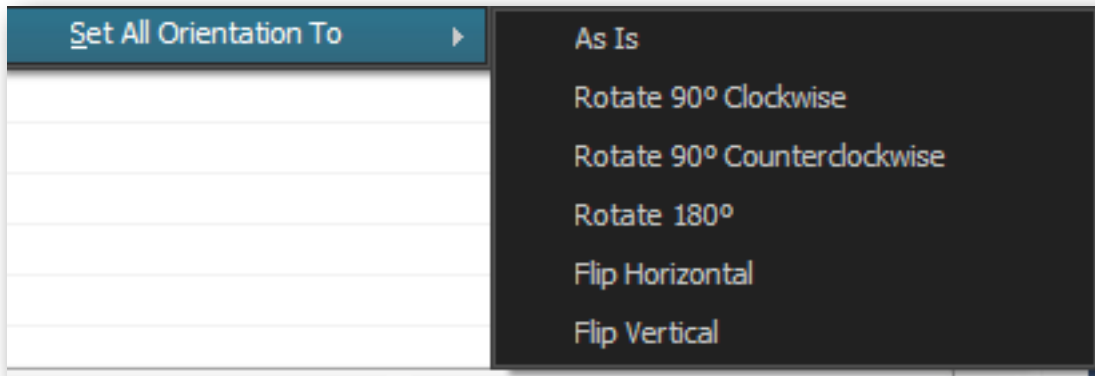 Set All Orientation To
As Is
Rotate 90º Clockwise
Rotate 90º Counterclockwise
Rotate 180º
Flip Horizontal
Flip Vertical